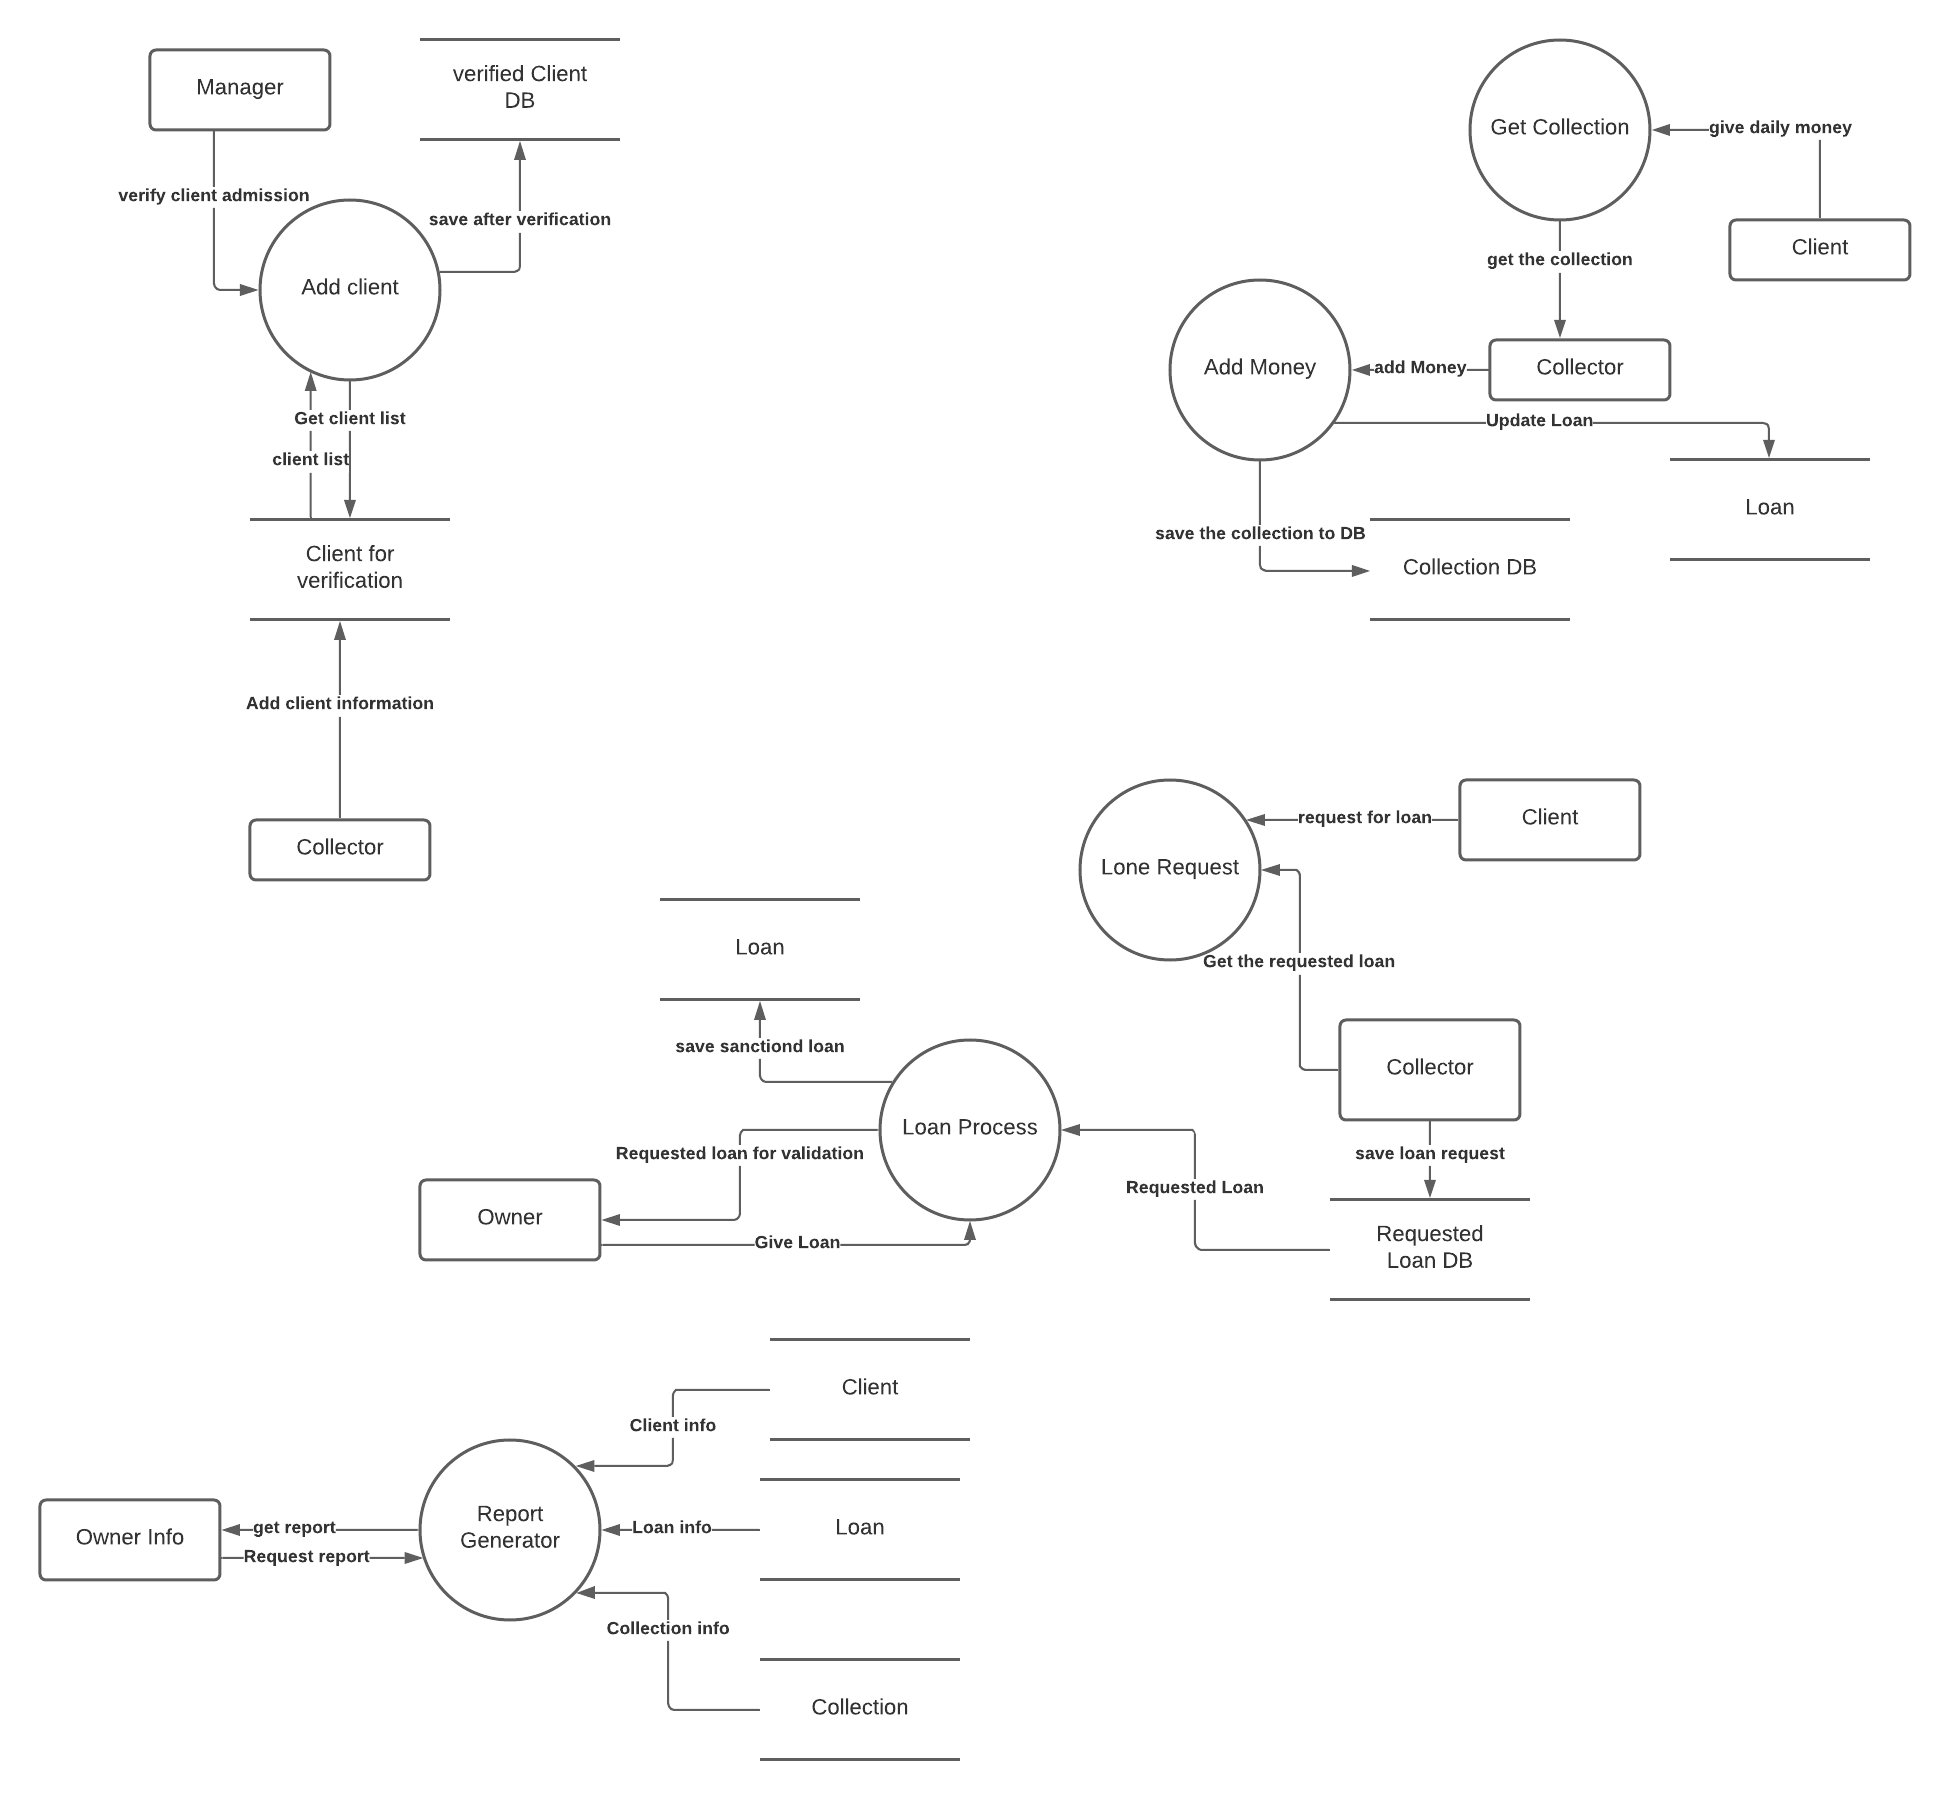 Manager
verified Client
DB
verify client admission
save after verification
Add client
Get client list
client list
Client for
verification
Add client information
Collector
Get Collection
give daily money
Client
get the collection
Add Money
add Money
Collector
Update Loan
Loan
save the collection to DB
Collection DB
Lone Request
request for loan
Client
Get the requested loan
Collector
save loan request
Requested
Loan DB
Requested Loan
Loan
save sanctiond loan
Loan Process
Requested loan for validation
Owner
Give Loan
Client
Client info
Report
Generator
Owner Info
get report
Request report
Loan info
Loan
Collection info
Collection